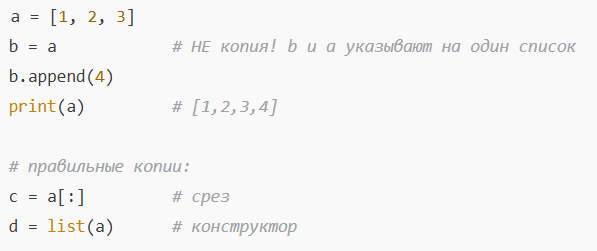 a = [1, 2, 3]
b = a # НЕ копия! b и a указывают на один список
b.append(4)
print(a) # [1,2,3,4]
# правильные копии:
c = a[:] # срез
d = list(a) # конструктор